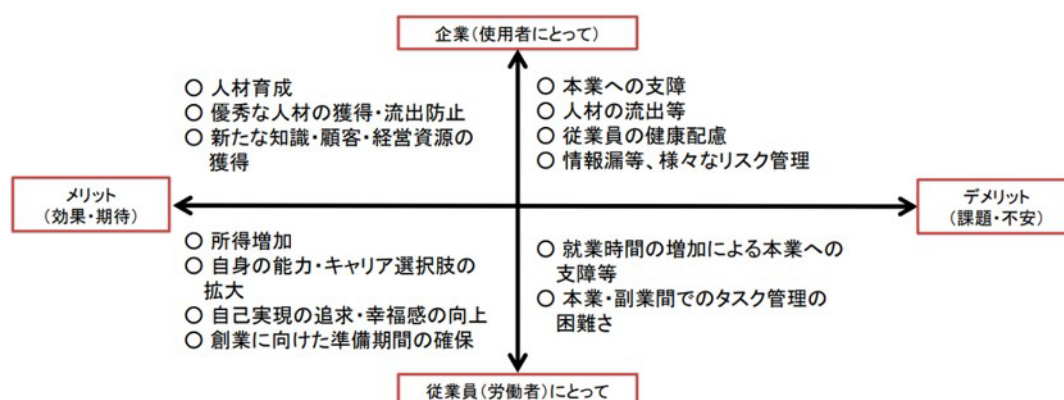 企業(使用者にとって)
○ 人材育成
○ 優秀な人材の獲得・流出防止
○ 新たな知識・顧客・経営資源の
獲得
○ 本業への支障
○ 人材の流出等
○ 従業員の健康配慮
○ 情報漏等、様々なリスク管理
メリット
(効果・期待)
デメリット
(課題・不安)
○ 所得増加
○ 自身の能力・キャリア選択肢の
拡大
○ 自己実現の追求・幸福感の向上
○ 創業に向けた準備期間の確保
○ 就業時間の増加による本業への
支障等
○ 本業・副業間でのタスク管理の
困難さ
従業員(労働者)にとって